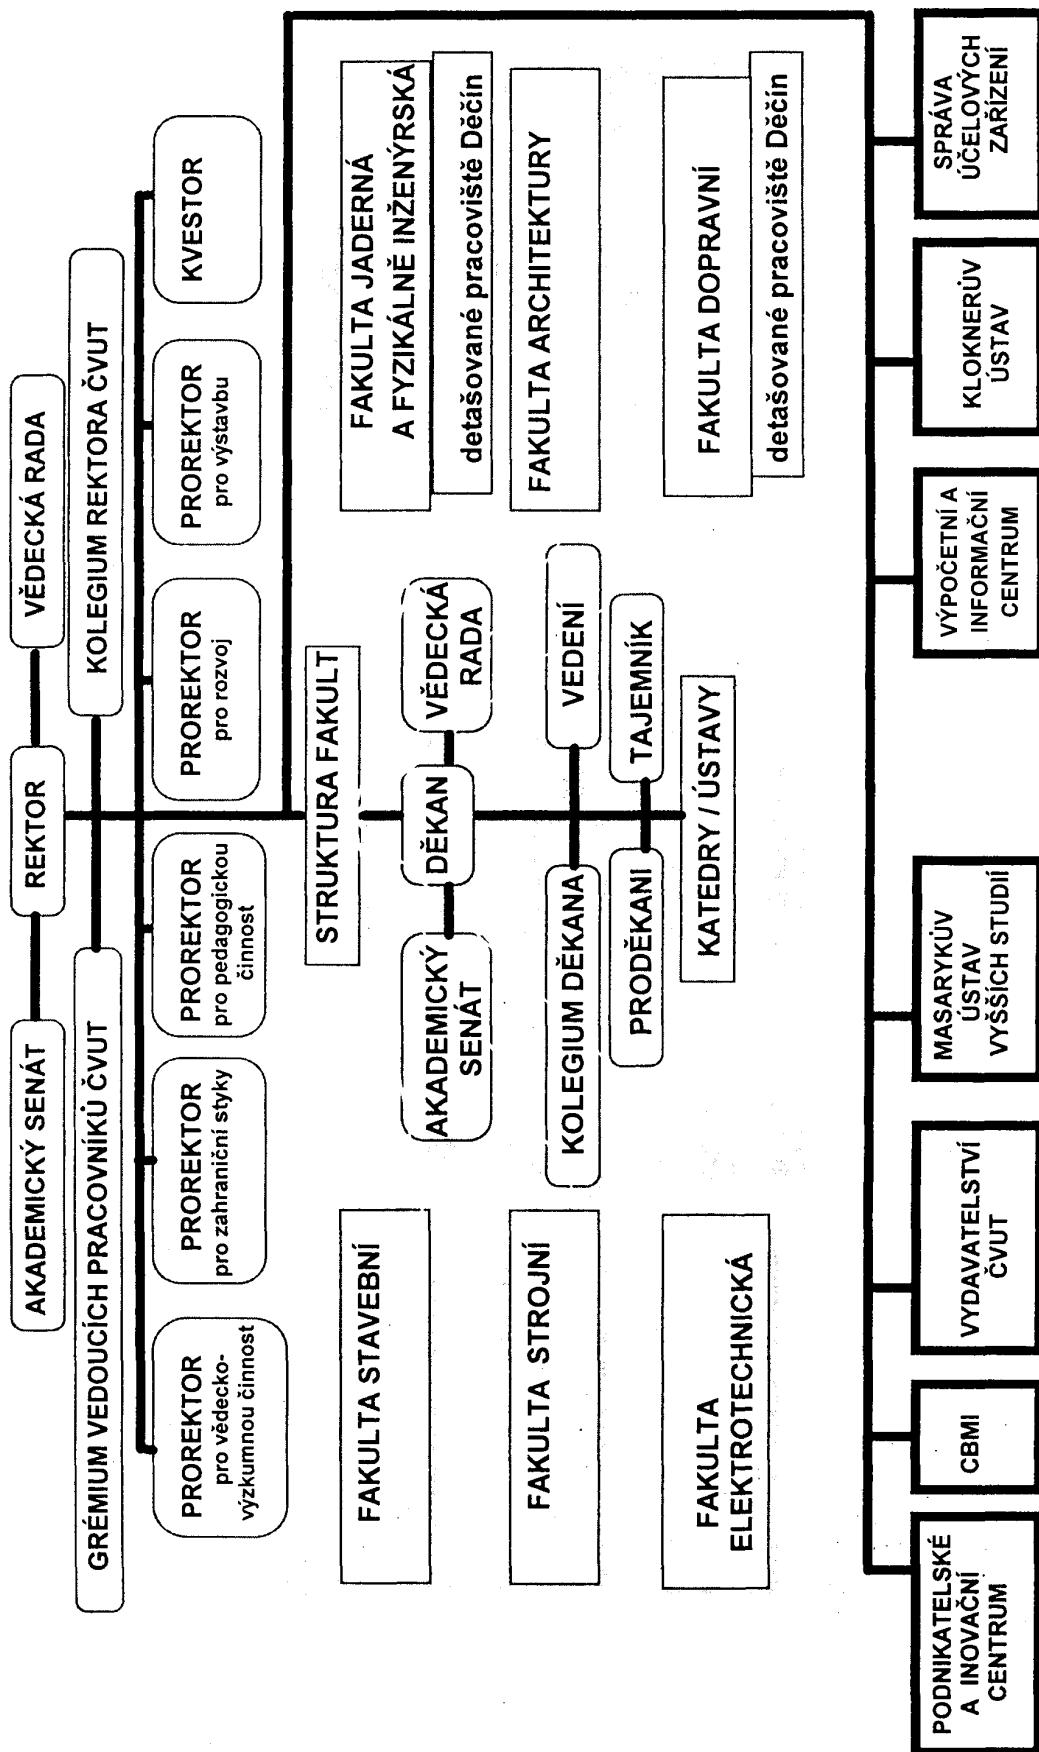 AKADEMICKÝ SENÁT
REKTOR
VĚDECKÁ RADA
GRÉMIUM VEDOUCÍCH PRACOVNÍKŮ ČVUT
KOLEGIUM REKTORA ČVUT
PROREKTOR
pro vědecko-
výzkumnou činnost
PROREKTOR
pro zahraniční styky
PROREKTOR
pro pedagogickou
činnost
PROREKTOR
pro rozvoj
PROREKTOR
pro výstavbu
KVESTOR
STRUKTURA FAKULT
FAKULTA STAVEBNÍ
AKADEMICKÝ
SENÁT
DĚKAN
VĚDECKÁ
RADA
FAKULTA JADERNÁ
A FYZIKÁLNĚ INŽENÝRSKÁ
detašované pracoviště Děčín
FAKULTA STROJNÍ
KOLEGIUM DĚKANA
VEDENÍ
FAKULTA ARCHITEKTURY
PRODĚKANI
TAJEMNÍK
FAKULTA
ELEKTROTECHNICKÁ
KATEDRY / ÚSTAVY
FAKULTA DOPRAVNÍ
detašované pracoviště Děčín
PODNIKATELSKÉ
A INOVAČNÍ
CENTRUM
CBMI
VYDAVATELSTVÍ
ČVUT
MASARYKŮV
ÚSTAV
VYŠŠÍCH STUDIÍ
VÝPOČETNÍ A
INFORMAČNÍ
CENTRUM
KLOKNERŮV
ÚSTAV
SPRÁVA
ÚČELOVÝCH
ZAŘÍZENÍ